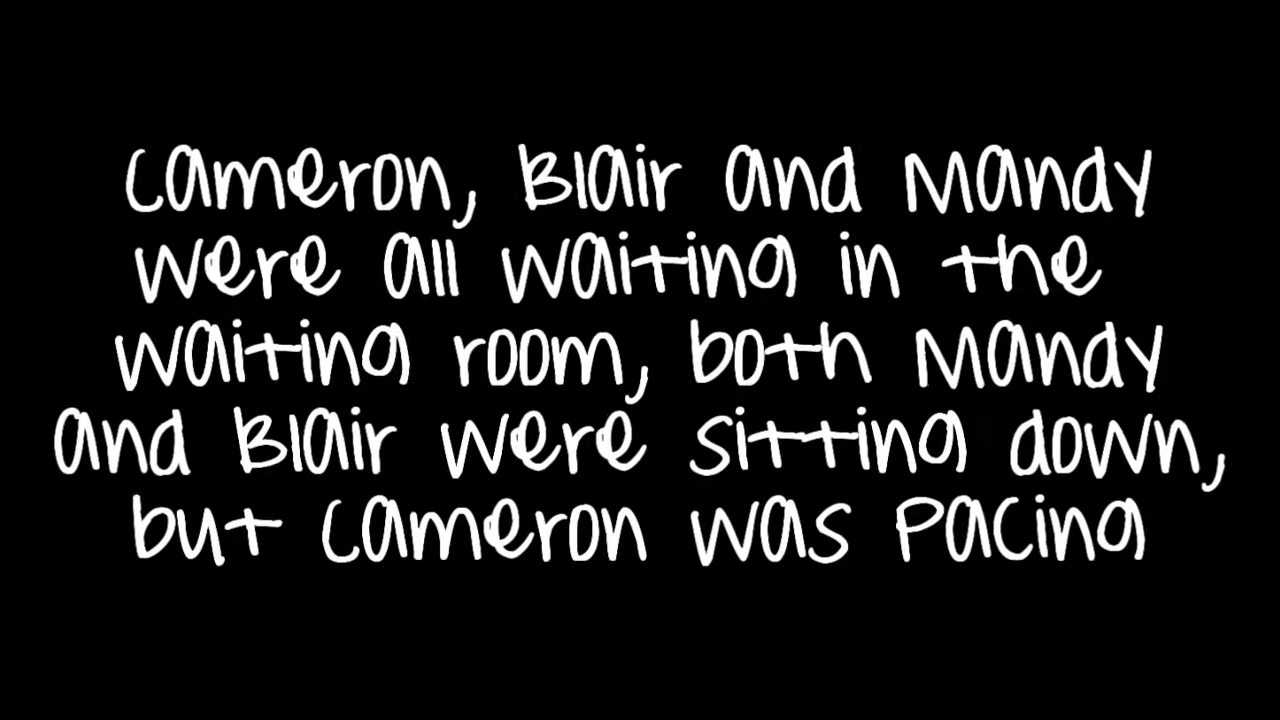 Cameron, Blair and Mandy
were all waiting in the
waiting room, both Mandy
and Blair were sitting down,
but Cameron was pacing